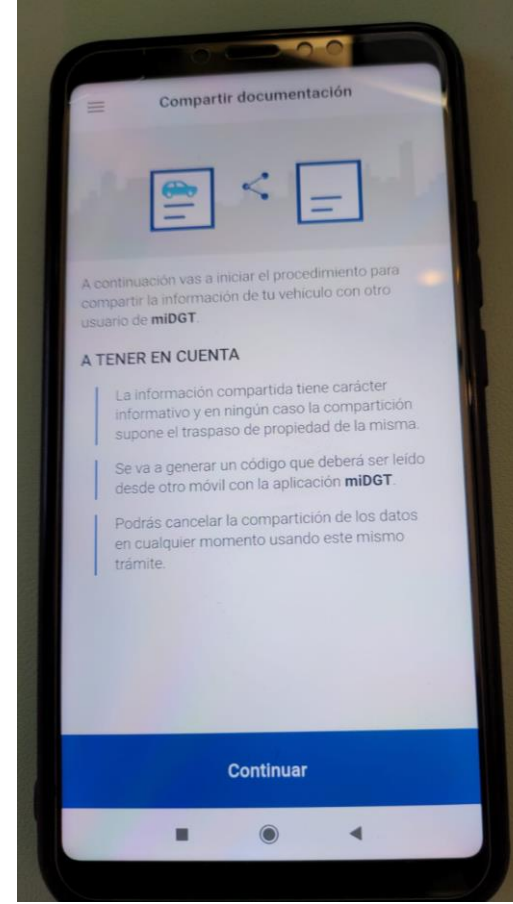 Compartir documentación
A continuación vas a iniciar el procedimiento para
compartir la información de tu vehiculo con otro
usuario de miDGT.
A TENER EN CUENTA
La información compartida tiene carácter
informativo y en ningún caso la compartición
supone el traspaso de propiedad de la misma.
Se va a generar un código que deberá ser leído
desde otro móvil con la aplicación miDGT.
Podrás cancelar la compartición de los datos
en cualquier momento usando este mismo
trámite.
Continuar